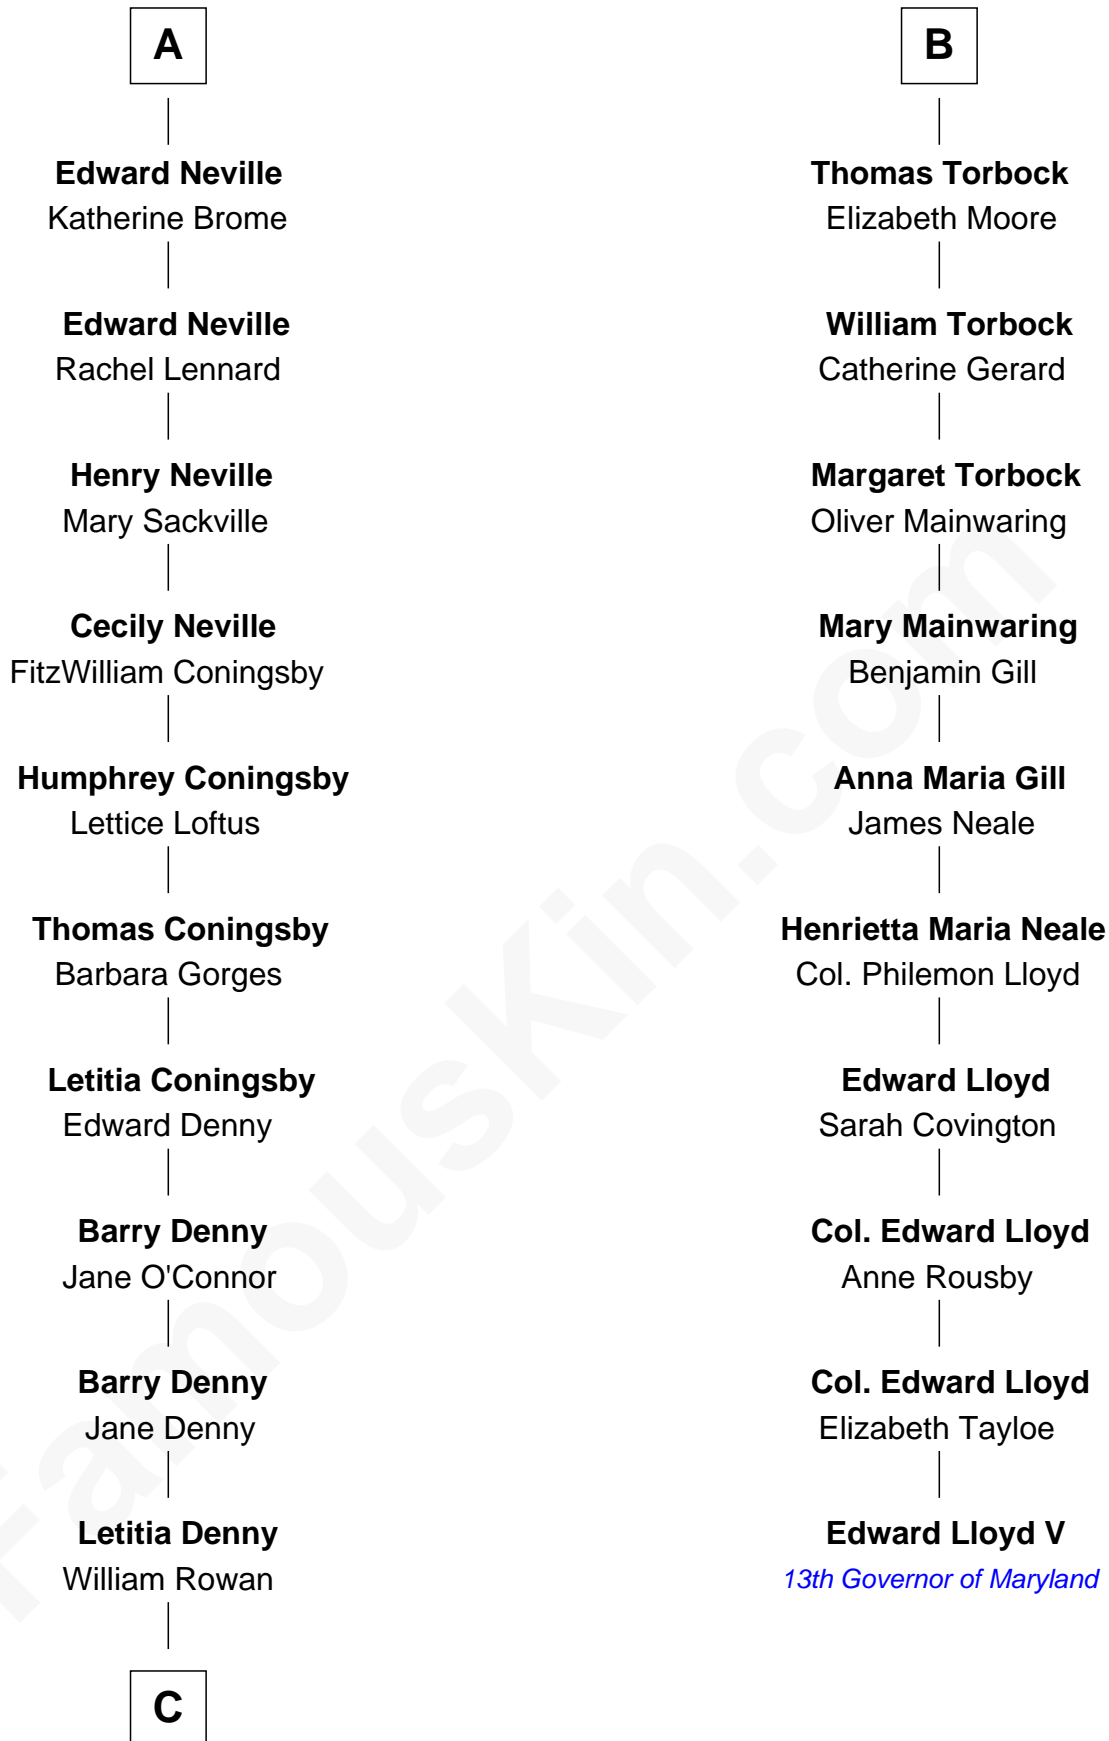 A
Edward Neville
Katherine Brome
Edward Neville
Rachel Lennard
Henry Neville
Mary Sackville
Cecily Neville
FitzWilliam Coningsby
Humphrey Coningsby
Lettice Loftus
Thomas Coningsby
Barbara Gorges
Letitia Coningsby
Edward Denny
Barry Denny
Jane O'Connor
Barry Denny
Jane Denny
Letitia Denny
William Rowan
C
B
Thomas Torbock
Elizabeth Moore
William Torbock
Catherine Gerard
Margaret Torbock
Oliver Mainwaring
Mary Mainwaring
Benjamin Gill
Anna Maria Gill
James Neale
Henrietta Maria Neale
Col. Philemon Lloyd
Edward Lloyd
Sarah Covington
Col. Edward Lloyd
Anne Rousby
Col. Edward Lloyd
Elizabeth Tayloe
Edward Lloyd V
13th Governor of Maryland
FamousKin.com